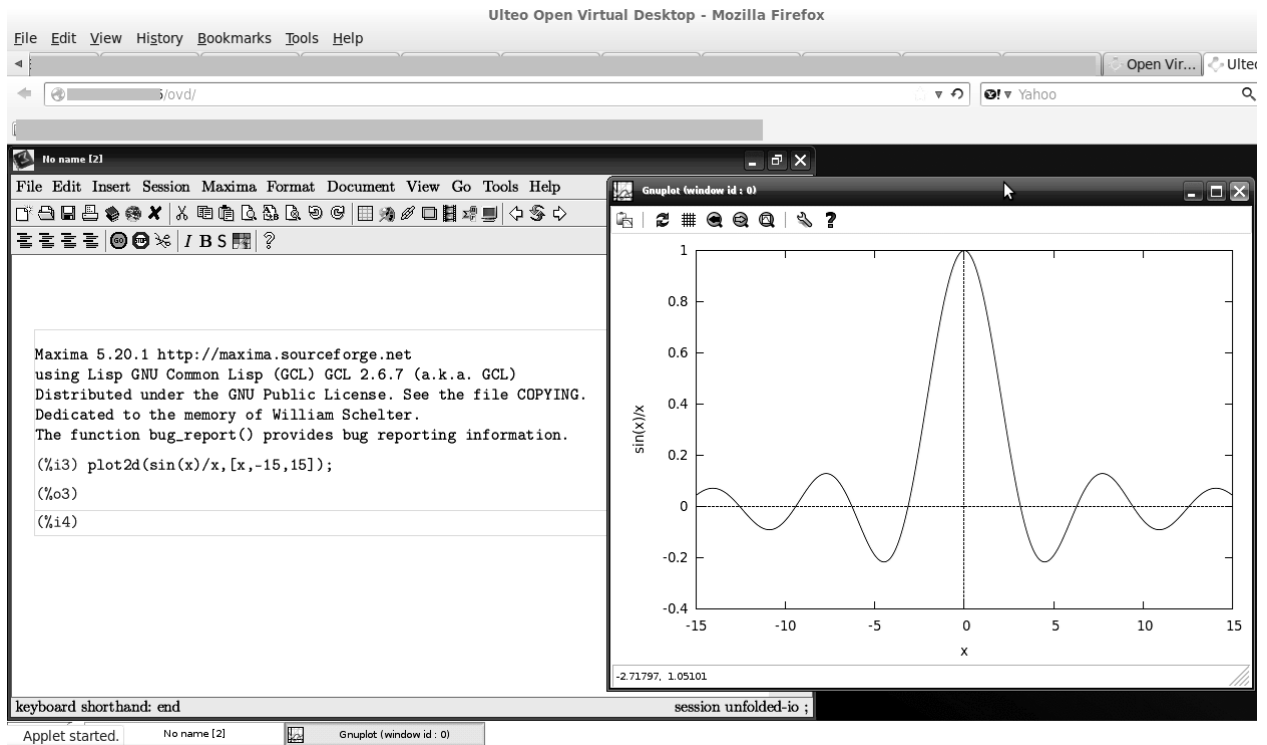 Ulteo Open Virtual Desktop - Mozilla Firefox
File Edit View History Bookmarks Tools Help
Open Vir... Ulteo
/ovd/
Yahoo
No name [2]
File Edit Insert Session Maxima Format Document View Go Tools Help
GO STOP I B S ?
Maxima 5.20.1 http://maxima.sourceforge.net
using Lisp GNU Common Lisp (GCL) GCL 2.6.7 (a.k.a. GCL)
Distributed under the GNU Public License. See the file COPYING.
Dedicated to the memory of William Schelter.
The function bug_report() provides bug reporting information.
(%i3) plot2d(sin(x)/x,[x,-15,15]);
(%o3)
(%i4)
keyboard shorthand: end
session unfolded-io ;
Gnuplot (window id : 0)
?
1
0.8
0.6
0.4
0.2
0
-0.2
-0.4
sin(x)/x
-15 -10 -5 0 5 10 15
x
-2.71797, 1.05101
Applet started. No name [2] Gnuplot (window id : 0)